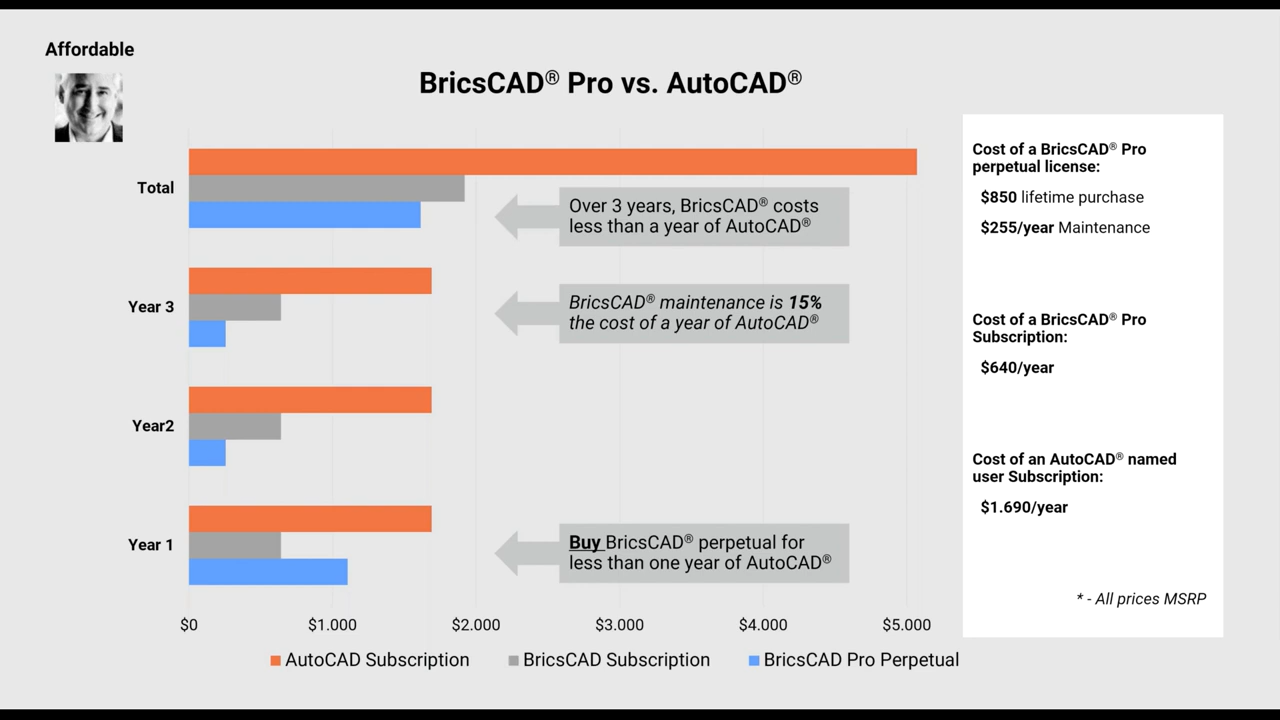 Affordable
BricsCAD® Pro vs. AutoCAD®
Total
Over 3 years, BricsCAD® costs
less than a year of AutoCAD®
Year 3
BricsCAD® maintenance is 15%
the cost of a year of AutoCAD®
Year2
Year 1
Buy BricsCAD® perpetual for
less than one year of AutoCAD®
$0 $1.000 $2.000 $3.000 $4.000 $5.000
AutoCAD Subscription BricsCAD Subscription BricsCAD Pro Perpetual
Cost of a BricsCAD® Pro
perpetual license:
$850 lifetime purchase
$255/year Maintenance
Cost of a BricsCAD® Pro
Subscription:
$640/year
Cost of an AutoCAD® named
user Subscription:
$1.690/year
* - All prices MSRP